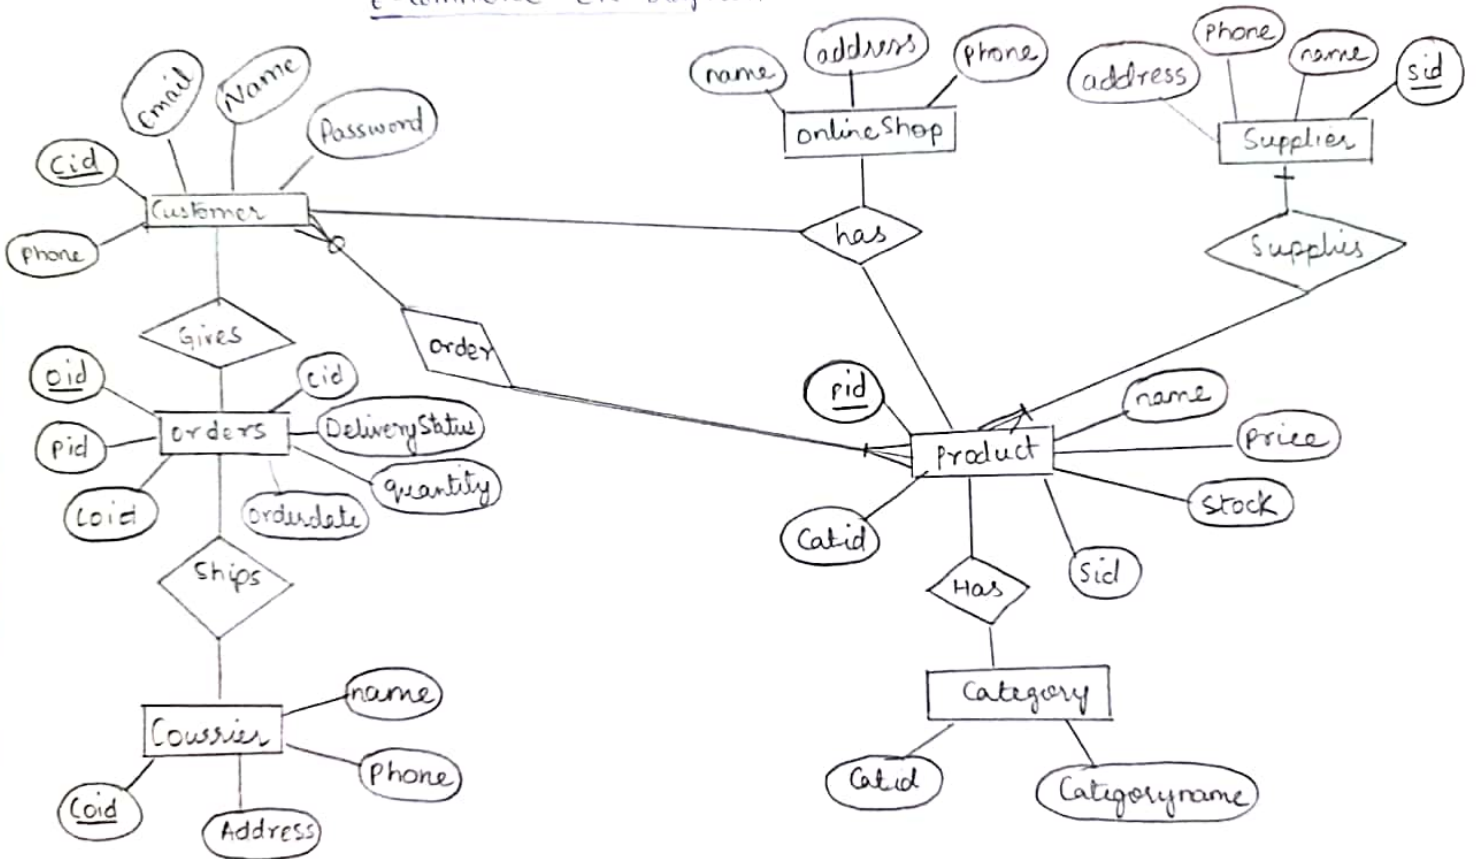 Email
Name
Password
Cid
Phone
Customer
name
address
phone
onlineShop
address
phone
name
sid
Supplier
has
Supplies
Gives
order
oid
cid
pid
orders
DeliveryStatus
quantity
Coid
orderdate
Ships
pid
name
Product
price
stock
Catid
sid
Has
Category
Catid
Categoryname
name
Courrier
Phone
Coid
Address